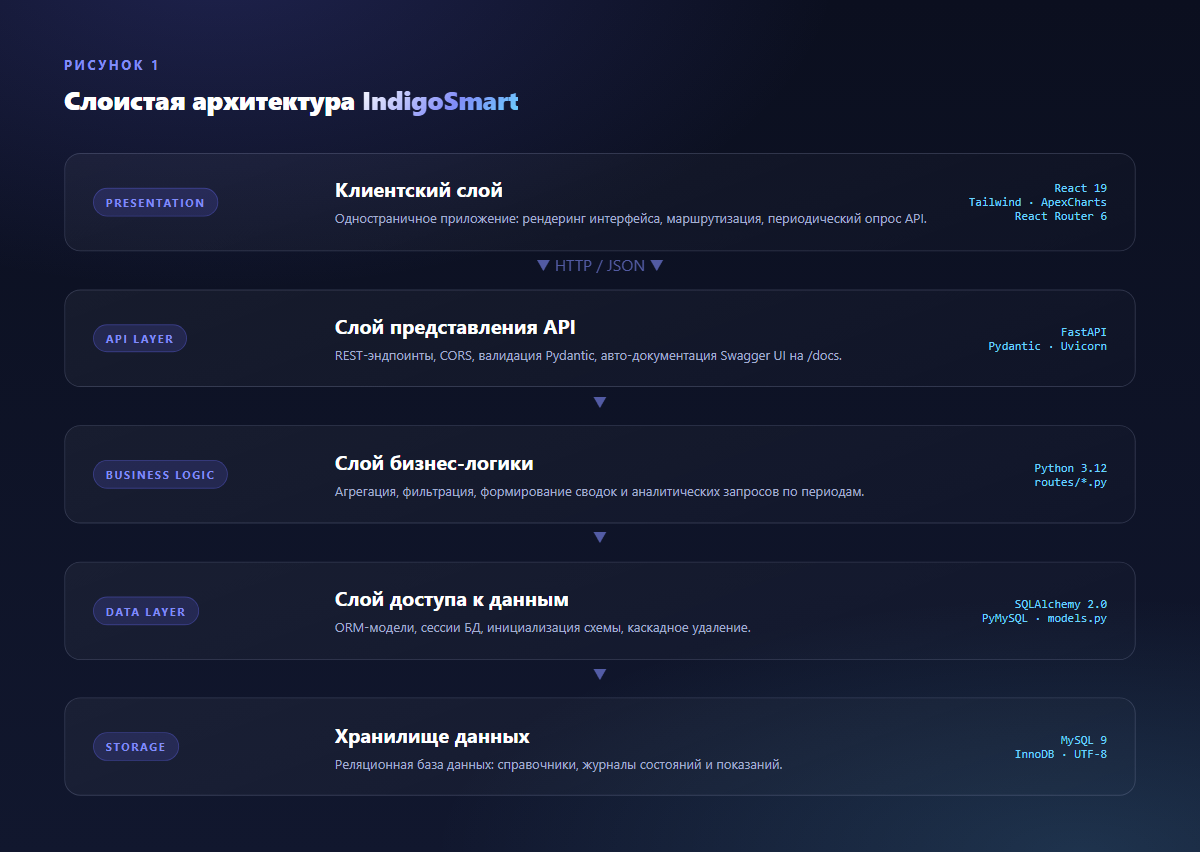 РИСУНОК 1
Слоистая архитектура IndigoSmart
PRESENTATION
Клиентский слой
Одностраничное приложение: рендеринг интерфейса, маршрутизация, периодический опрос API.
React 19
Tailwind · ApexCharts
React Router 6
▼ HTTP / JSON ▼
API LAYER
Слой представления API
REST-эндпоинты, CORS, валидация Pydantic, авто-документация Swagger UI на /docs.
FastAPI
Pydantic · Uvicorn
▼
BUSINESS LOGIC
Слой бизнес-логики
Агрегация, фильтрация, формирование сводок и аналитических запросов по периодам.
Python 3.12
routes/*.py
▼
DATA LAYER
Слой доступа к данным
ORM-модели, сессии БД, инициализация схемы, каскадное удаление.
SQLAlchemy 2.0
PyMySQL · models.py
▼
STORAGE
Хранилище данных
Реляционная база данных: справочники, журналы состояний и показаний.
MySQL 9
InnoDB · UTF-8